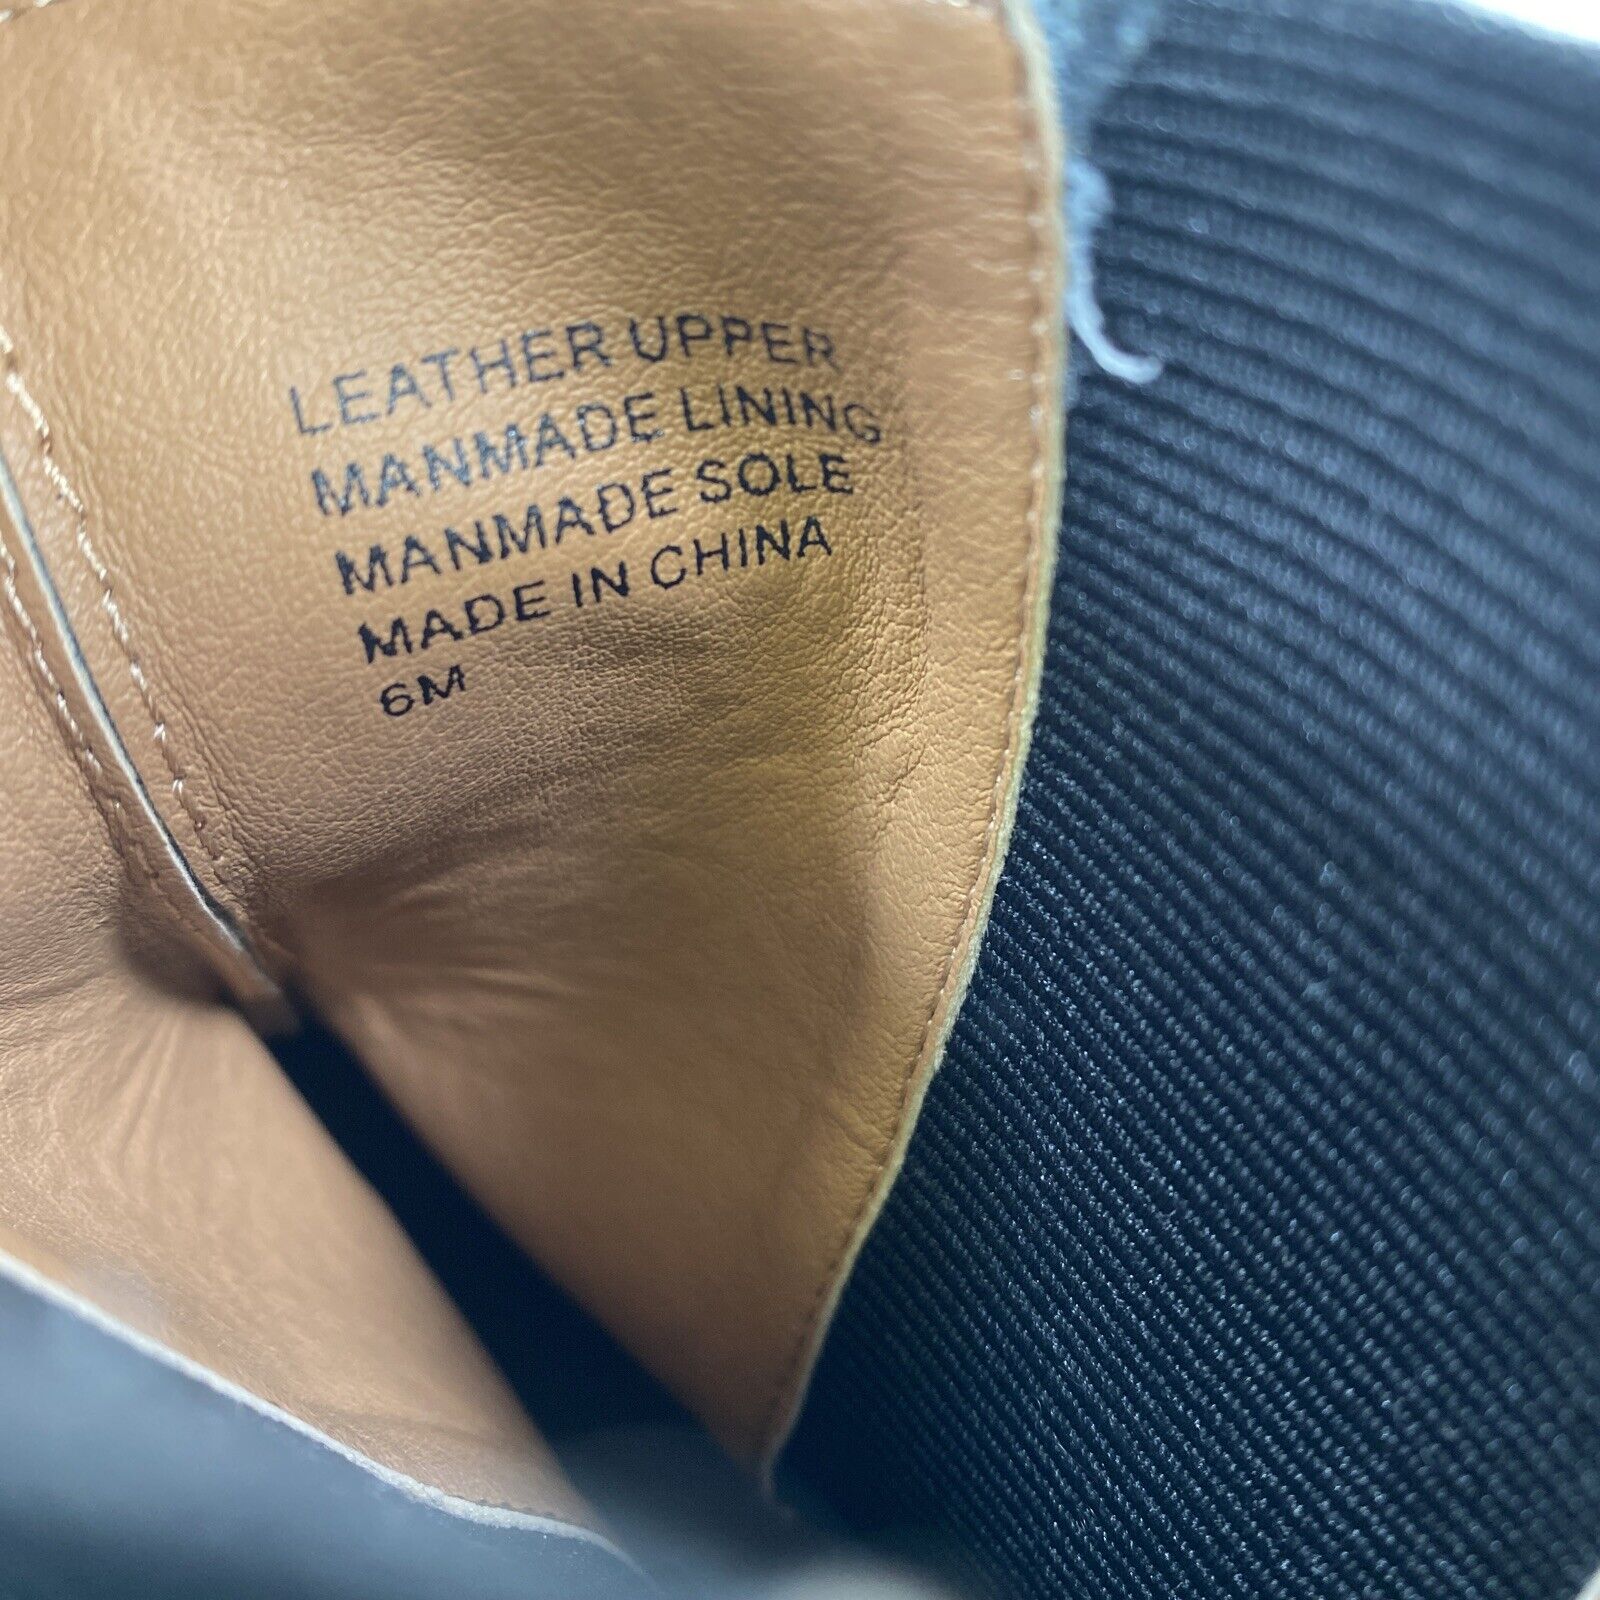 LEATHER UPPER
MANMADE LINING
MANMADE SOLE
MADE IN CHINA
6M